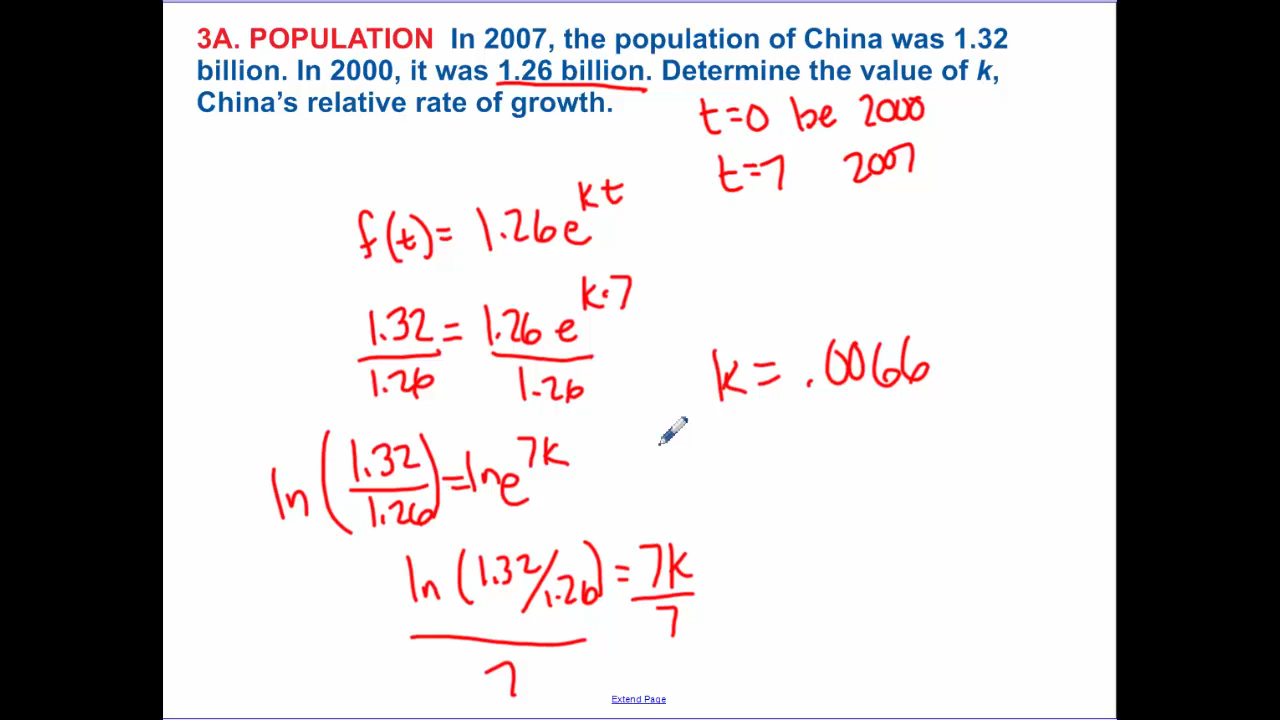 3A. POPULATION In 2007, the population of China was 1.32
billion. In 2000, it was 1.26 billion. Determine the value of k,
China's relative rate of growth.
t=0 be 2000
t=7 2007
f(t)= 1.26e^kt
1.32/1.26 = 1.26e^k·7/1.26
k= .0066
ln(1.32/1.26)=lne^7k
ln(1.32/1.26)/7 = 7k/7
Extend Page